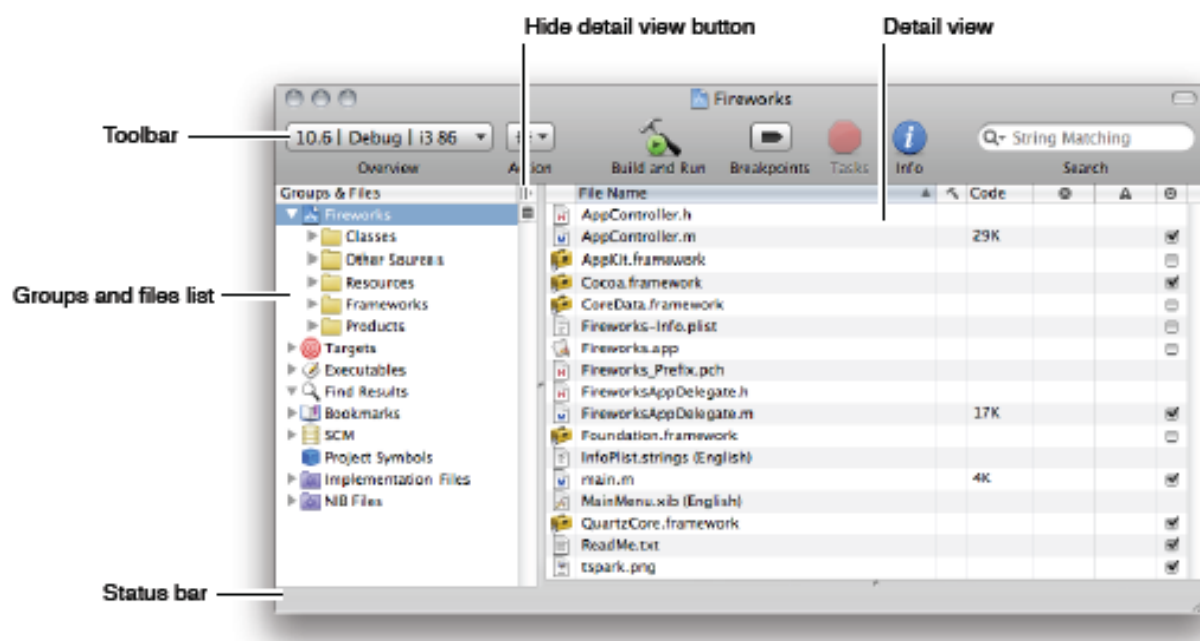 Hide detail view button
Detail view
Fireworks
Toolbar
10.6 | Debug | i386
String Matching
Overview
Action
Build and Run
Breakpoints
Tasks
Info
Search
Groups & Files
File Name
Code
Fireworks
AppController.h
Classes
AppController.m 29K
Other Sources
AppKit.framework
Resources
Cocoa.framework
Groups and files list
Frameworks
CoreData.framework
Products
Fireworks-Info.plist
Targets
Fireworks.app
Executables
Fireworks_Prefix.pch
Find Results
FireworksAppDelegate.h
Bookmarks
FireworksAppDelegate.m 17K
SCM
Foundation.framework
Project Symbols
InfoPlist.strings (English)
Implementation Files
main.m 4K
NIB Files
MainMenu.xib (English)
QuartzCore.framework
ReadMe.txt
tspark.png
Status bar